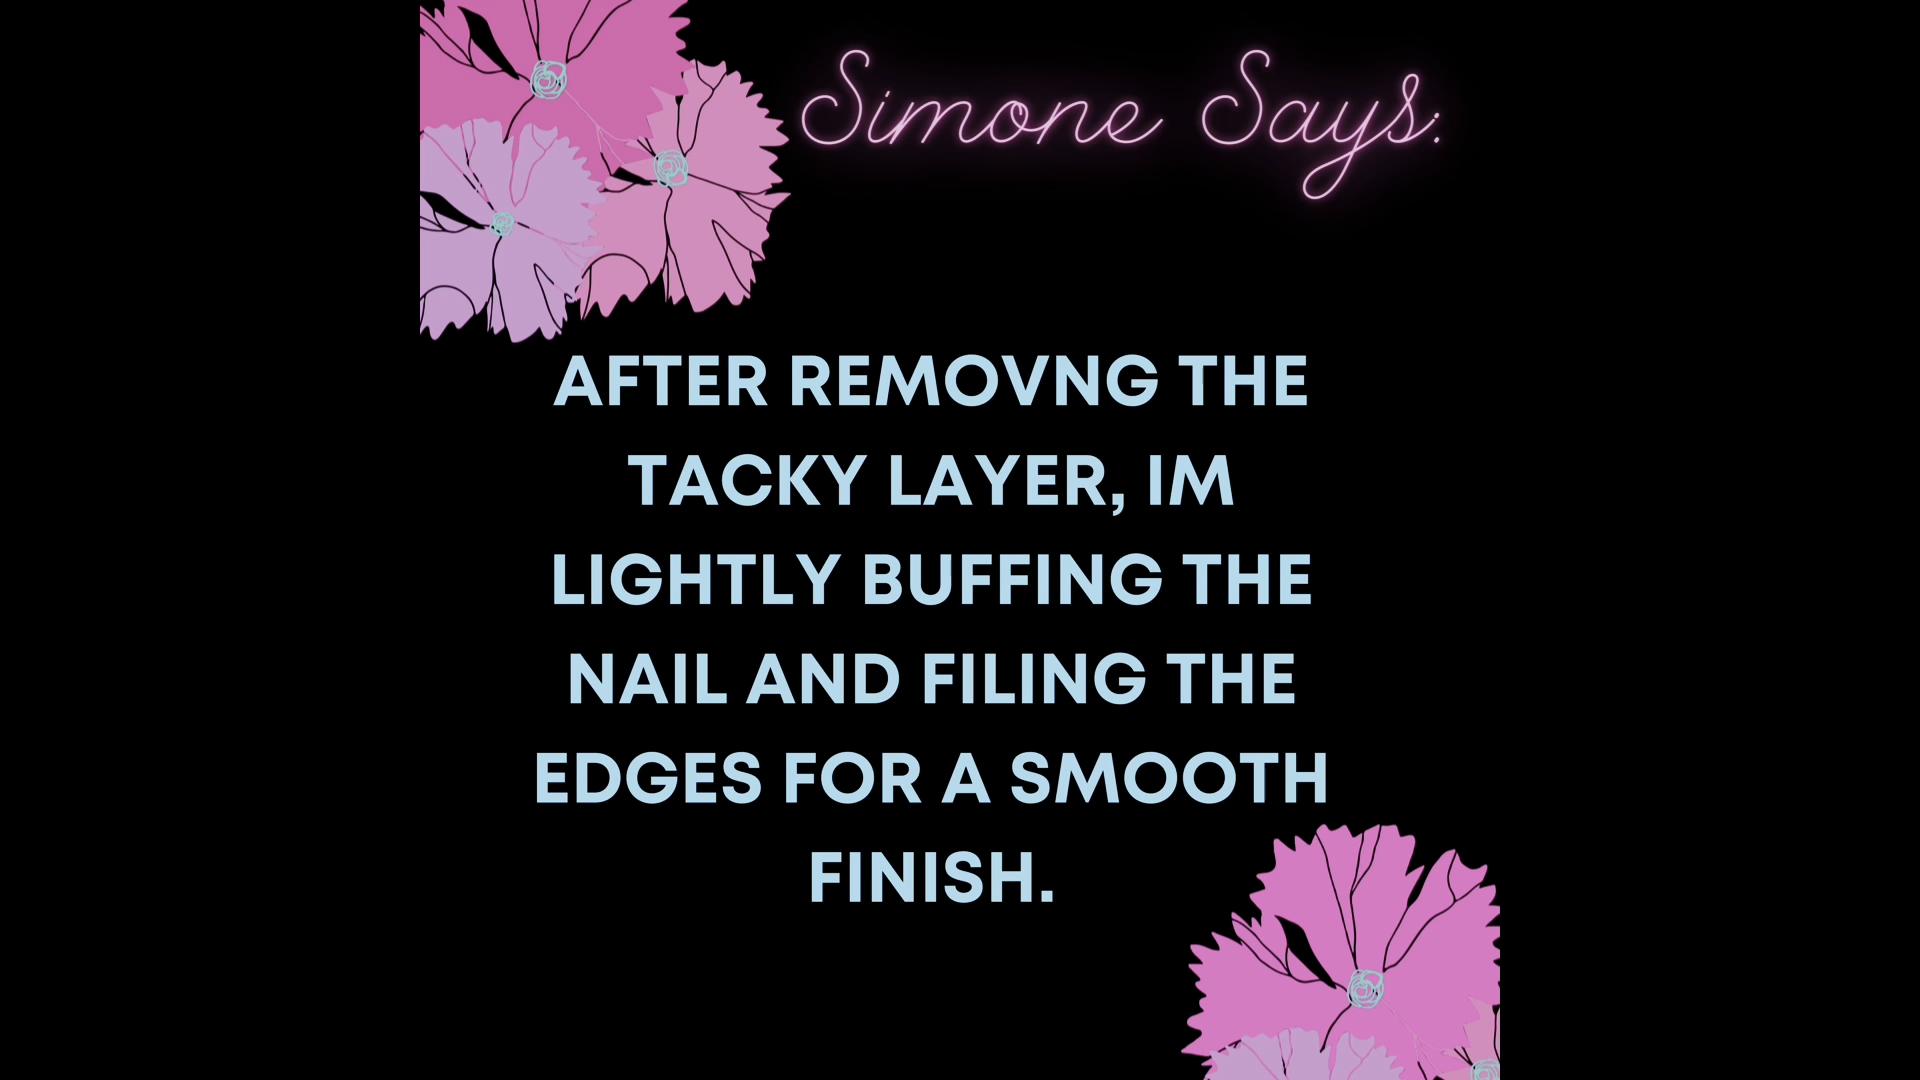 Simone Says:
AFTER REMOVNG THE
TACKY LAYER, IM
LIGHTLY BUFFING THE
NAIL AND FILING THE
EDGES FOR A SMOOTH
FINISH.